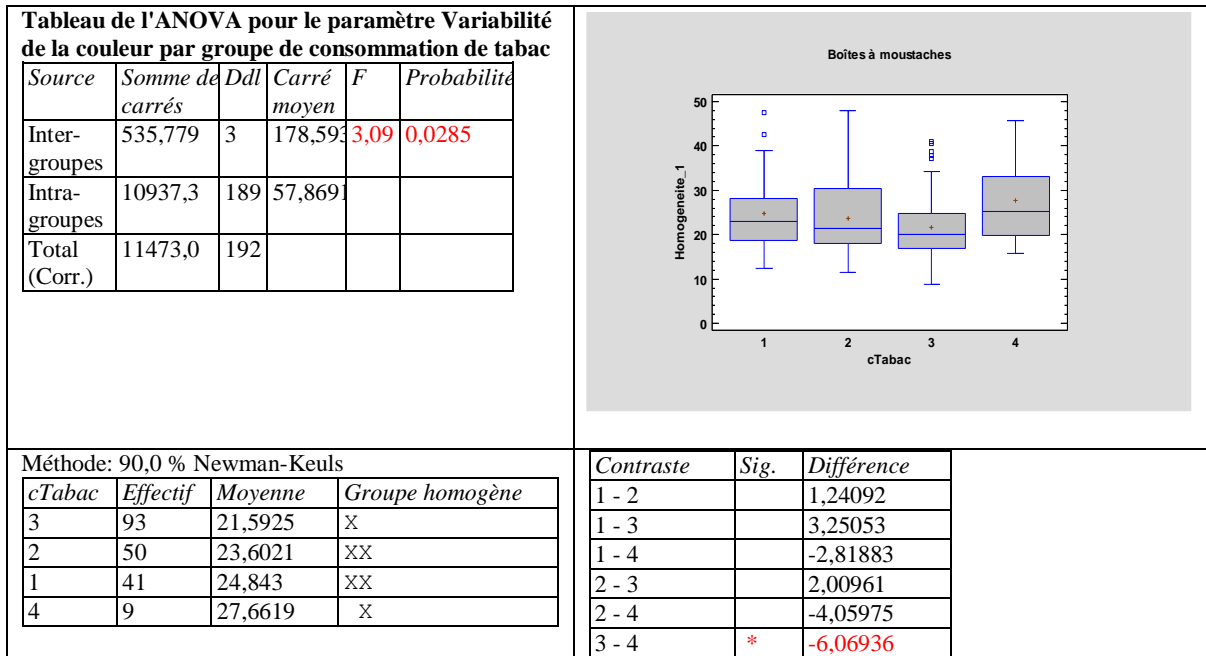 Tableau de l'ANOVA pour le paramètre Variabilité
de la couleur par groupe de consommation de tabac
Source Somme de carrés Ddl Carré moyen F Probabilité
Inter-groupes 535,779 3 178,593 3,09 0,0285
Intra-groupes 10937,3 189 57,8691
Total (Corr.) 11473,0 192
Boîtes à moustaches
Homogeneite_1
50
40
30
20
10
0
1 2 3 4
cTabac
Méthode: 90,0 % Newman-Keuls
cTabac Effectif Moyenne Groupe homogène
3 93 21,5925 X
2 50 23,6021 XX
1 41 24,843 XX
4 9 27,6619 X
Contraste Sig. Différence
1 - 2 1,24092
1 - 3 3,25053
1 - 4 -2,81883
2 - 3 2,00961
2 - 4 -4,05975
3 - 4 * -6,06936